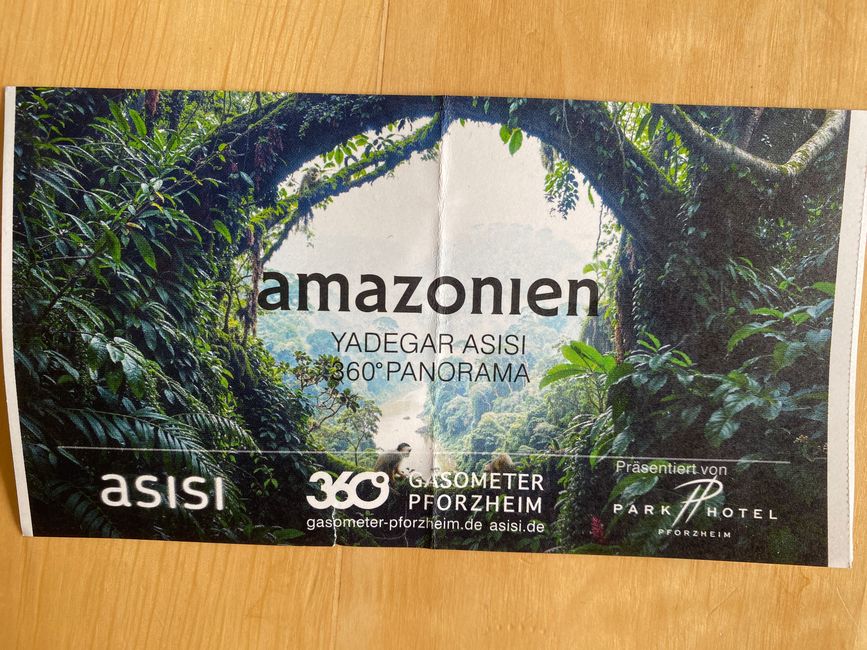 amazonien
YADEGAR ASISI
360°PANORAMA
asisi
360° GASOMETER
PFORZHEIM
gasometer-pforzheim.de asisi.de
Präsentiert von
PARK HOTEL
PFORZHEIM